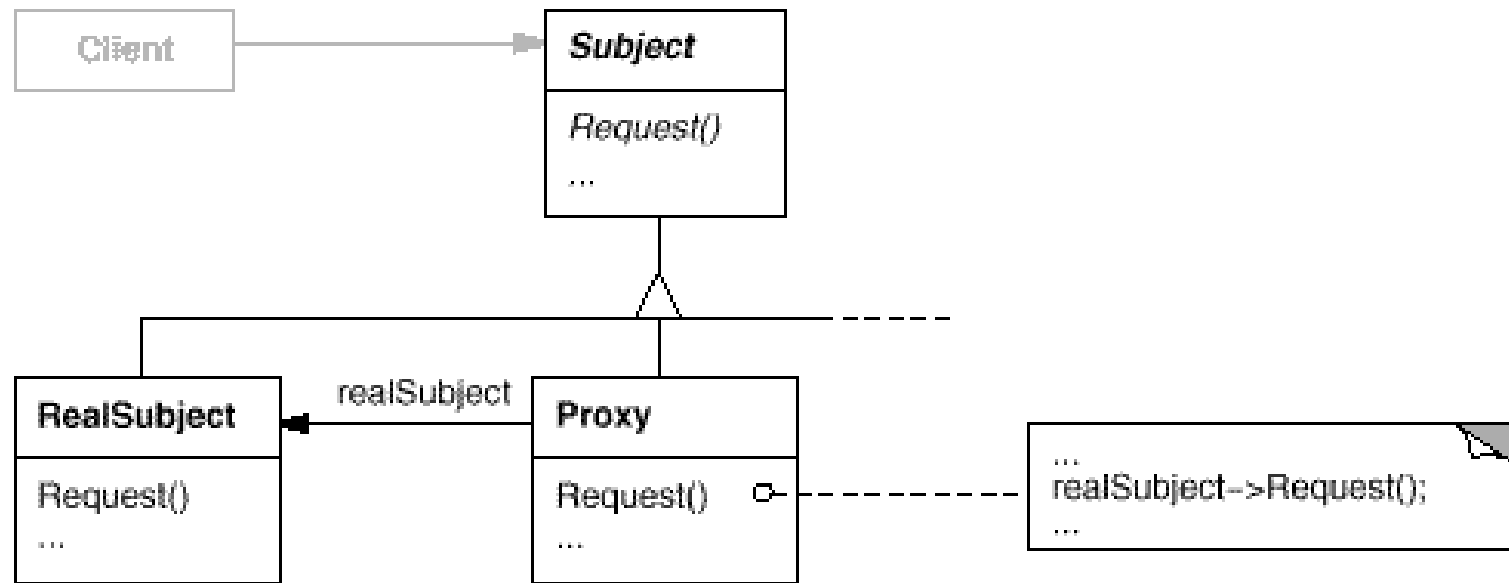 Client
Subject
Request()
...
realSubject
RealSubject
Request()
...
Proxy
Request()
...
...
realSubject->Request();
...